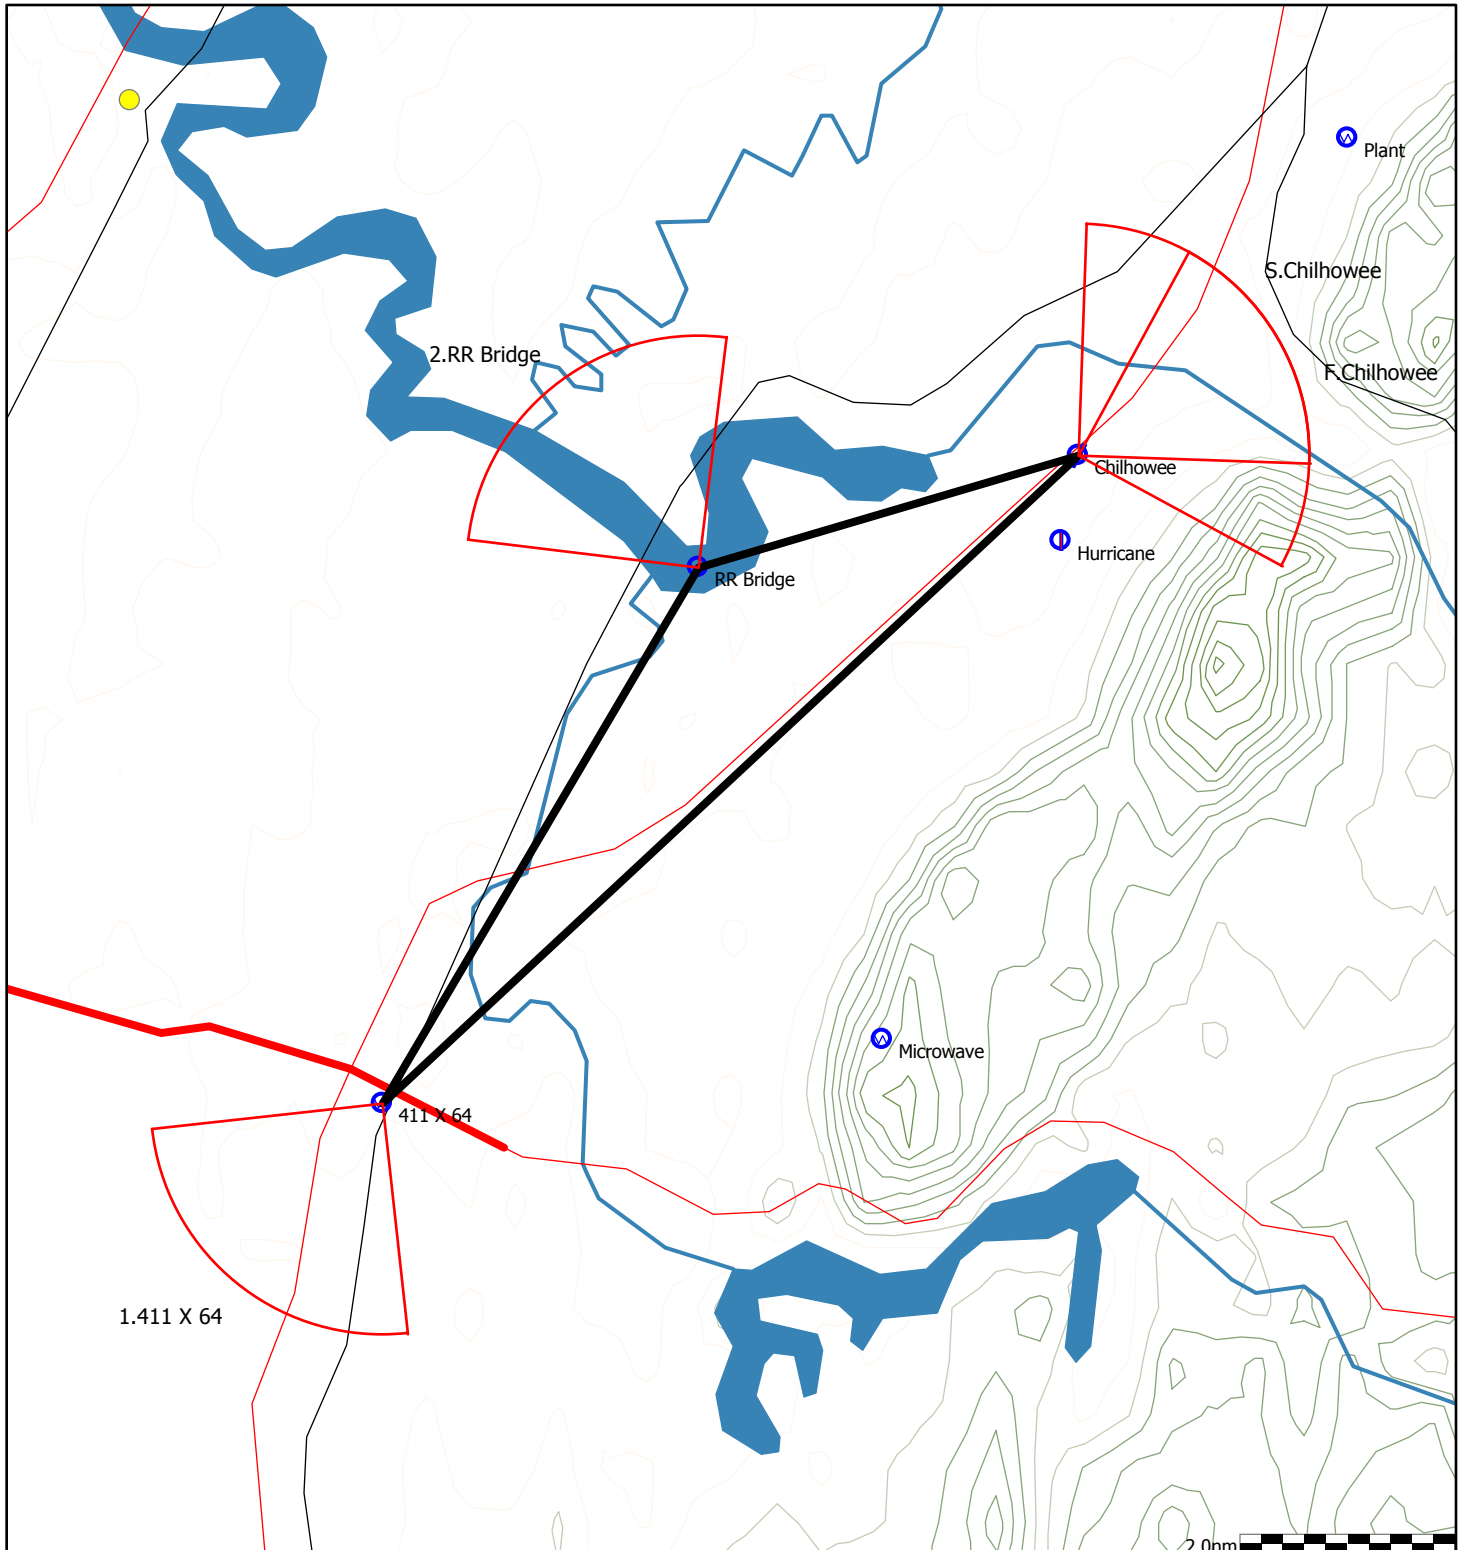 Plant
S.Chilhowee
2.RR Bridge
F.Chilhowee
Chilhowee
Hurricane
RR Bridge
Microwave
411 X 64
1.411 X 64
2.0nm